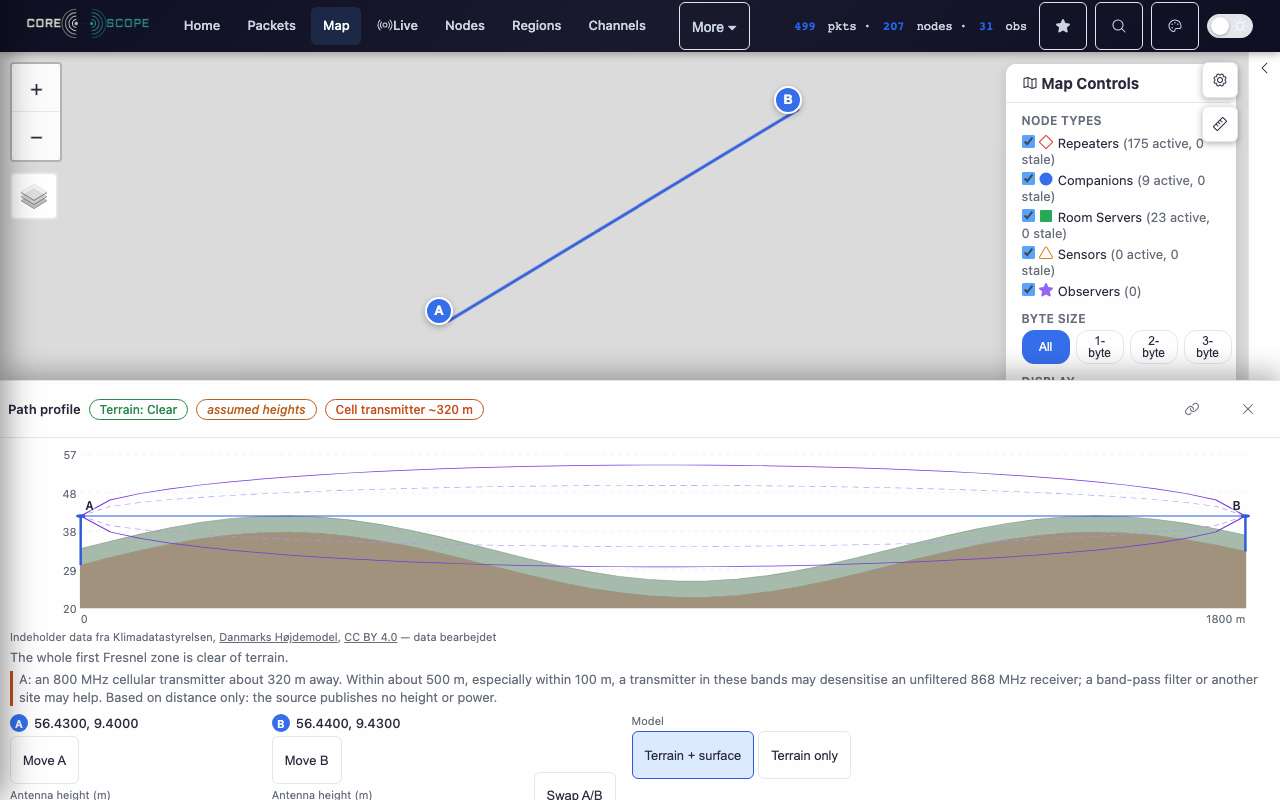 CORE SCOPE Home Packets Map Live Nodes Regions Channels More 499 pkts · 207 nodes · 31 obs
+
−
B
A
Map Controls
NODE TYPES
Repeaters (175 active, 0
stale)
Companions (9 active, 0
stale)
Room Servers (23 active,
0 stale)
Sensors (0 active, 0
stale)
Observers (0)
BYTE SIZE
All 1-byte 2-byte 3-byte
Path profile Terrain: Clear assumed heights Cell transmitter ~320 m
57
48
38
29
20
A B
0 1800 m
Indeholder data fra Klimadatastyrelsen, Danmarks Højdemodel, CC BY 4.0 — data bearbejdet
The whole first Fresnel zone is clear of terrain.
A: an 800 MHz cellular transmitter about 320 m away. Within about 500 m, especially within 100 m, a transmitter in these bands may desensitise an unfiltered 868 MHz receiver; a band-pass filter or another
site may help. Based on distance only: the source publishes no height or power.
A 56.4300, 9.4000 B 56.4400, 9.4300 Model
Move A Move B Terrain + surface Terrain only
Antenna height (m) Antenna height (m) Swap A/B